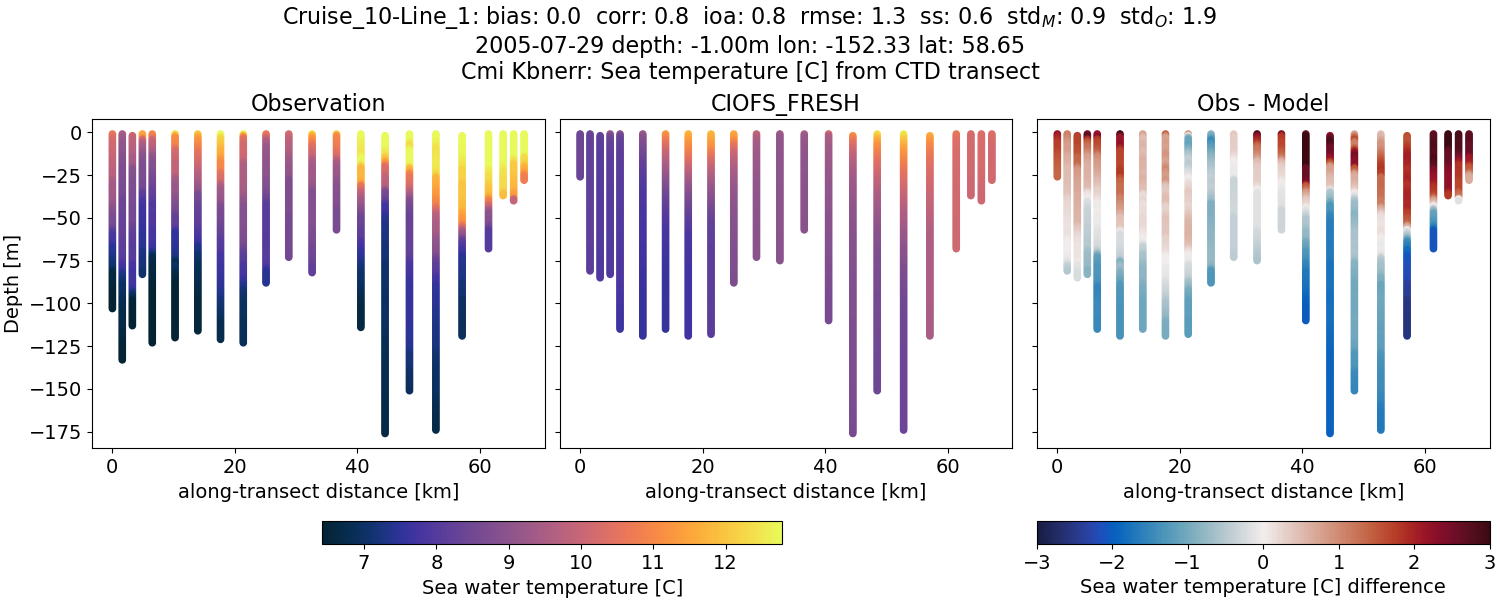 Cruise_10-Line_1: bias: 0.0  corr: 0.8  ioa: 0.8  rmse: 1.3  ss: 0.6  std_M: 0.9  std_O: 1.9
2005-07-29 depth: -1.00m lon: -152.33 lat: 58.65
Cmi Kbnerr: Sea temperature [C] from CTD transect
Observation
CIOFS_FRESH
Obs - Model
Depth [m]
0
−25
−50
−75
−100
−125
−150
−175
0 20 40 60
0 20 40 60
0 20 40 60
along-transect distance [km]
along-transect distance [km]
along-transect distance [km]
7 8 9 10 11 12
Sea water temperature [C]
−3 −2 −1 0 1 2 3
Sea water temperature [C] difference